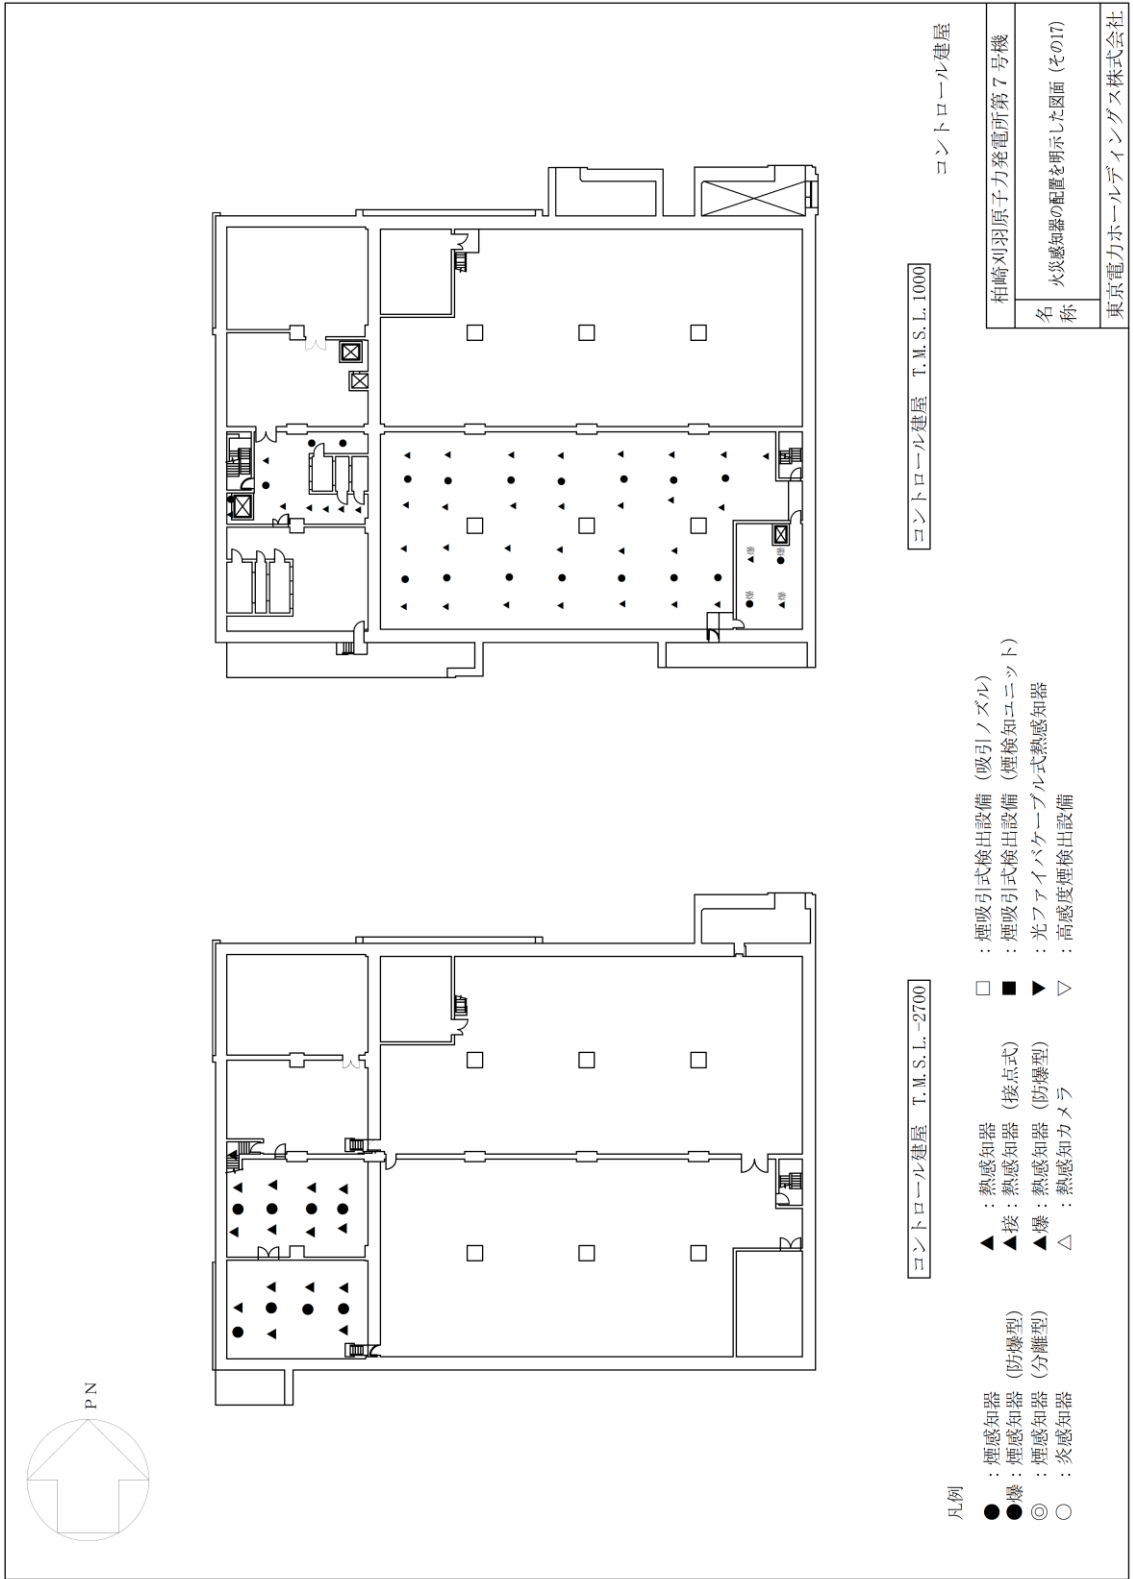 PN
コントロール建屋 T.M.S.L.-2700
コントロール建屋 T.M.S.L.1000
爆
爆
爆
爆
コントロール建屋
凡例
● : 煙感知器
●爆 : 煙感知器 (防爆型)
◎ : 煙感知器 (分離型)
○ : 炎感知器
▲ : 熱感知器
▲接 : 熱感知器 (接点式)
▲爆 : 熱感知器 (防爆型)
△ : 熱感知カメラ
□ : 煙吸引式検出設備 (吸引ノズル)
■ : 煙吸引式検出設備 (煙検知ユニット)
▼ : 光ファイバケーブル式熱感知器
▽ : 高感度煙検出設備
柏崎刈羽原子力発電所第7号機
名称 火災感知器の配置を明示した図面 (その17)
東京電力ホールディングス株式会社